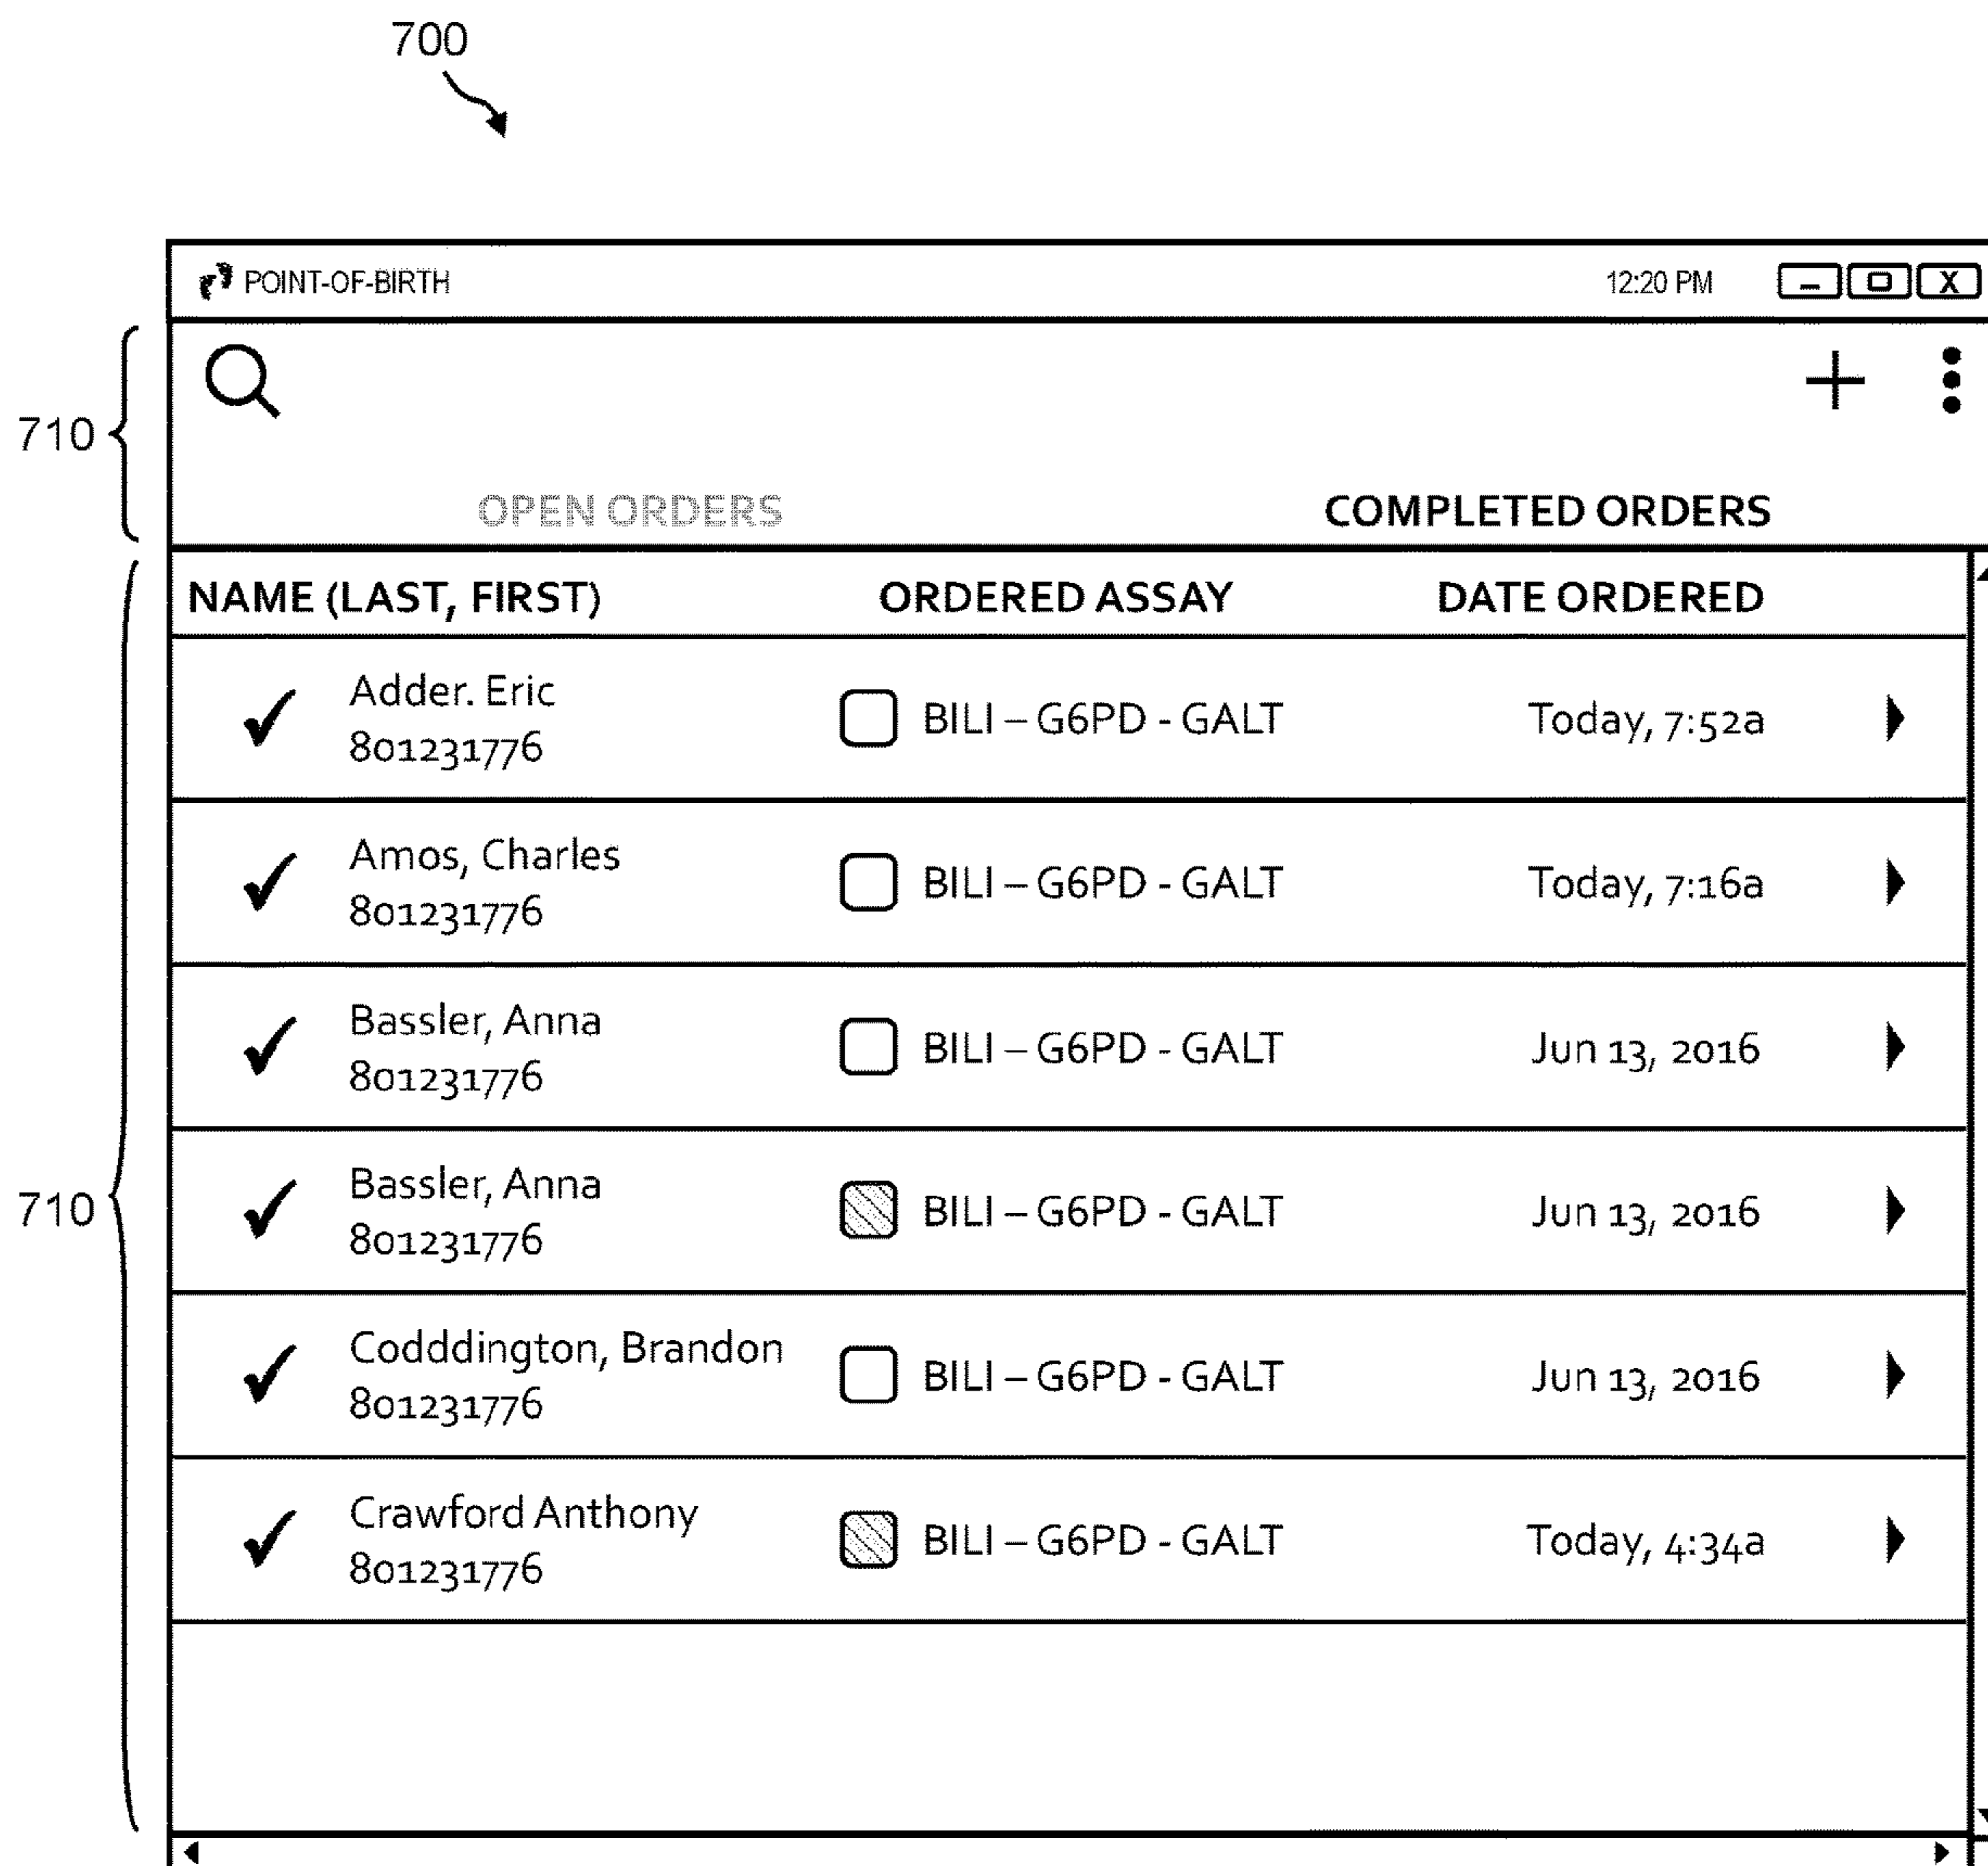 700
POINT-OF-BIRTH 12:20 PM X
710
OPEN ORDERS COMPLETED ORDERS
NAME (LAST, FIRST) ORDERED ASSAY DATE ORDERED
Adder. Eric
801231776
BILI – G6PD - GALT Today, 7:52a
Amos, Charles
801231776
BILI – G6PD - GALT Today, 7:16a
Bassler, Anna
801231776
BILI – G6PD - GALT Jun 13, 2016
710
Bassler, Anna
801231776
BILI – G6PD - GALT Jun 13, 2016
Codddington, Brandon
801231776
BILI – G6PD - GALT Jun 13, 2016
Crawford Anthony
801231776
BILI – G6PD - GALT Today, 4:34a